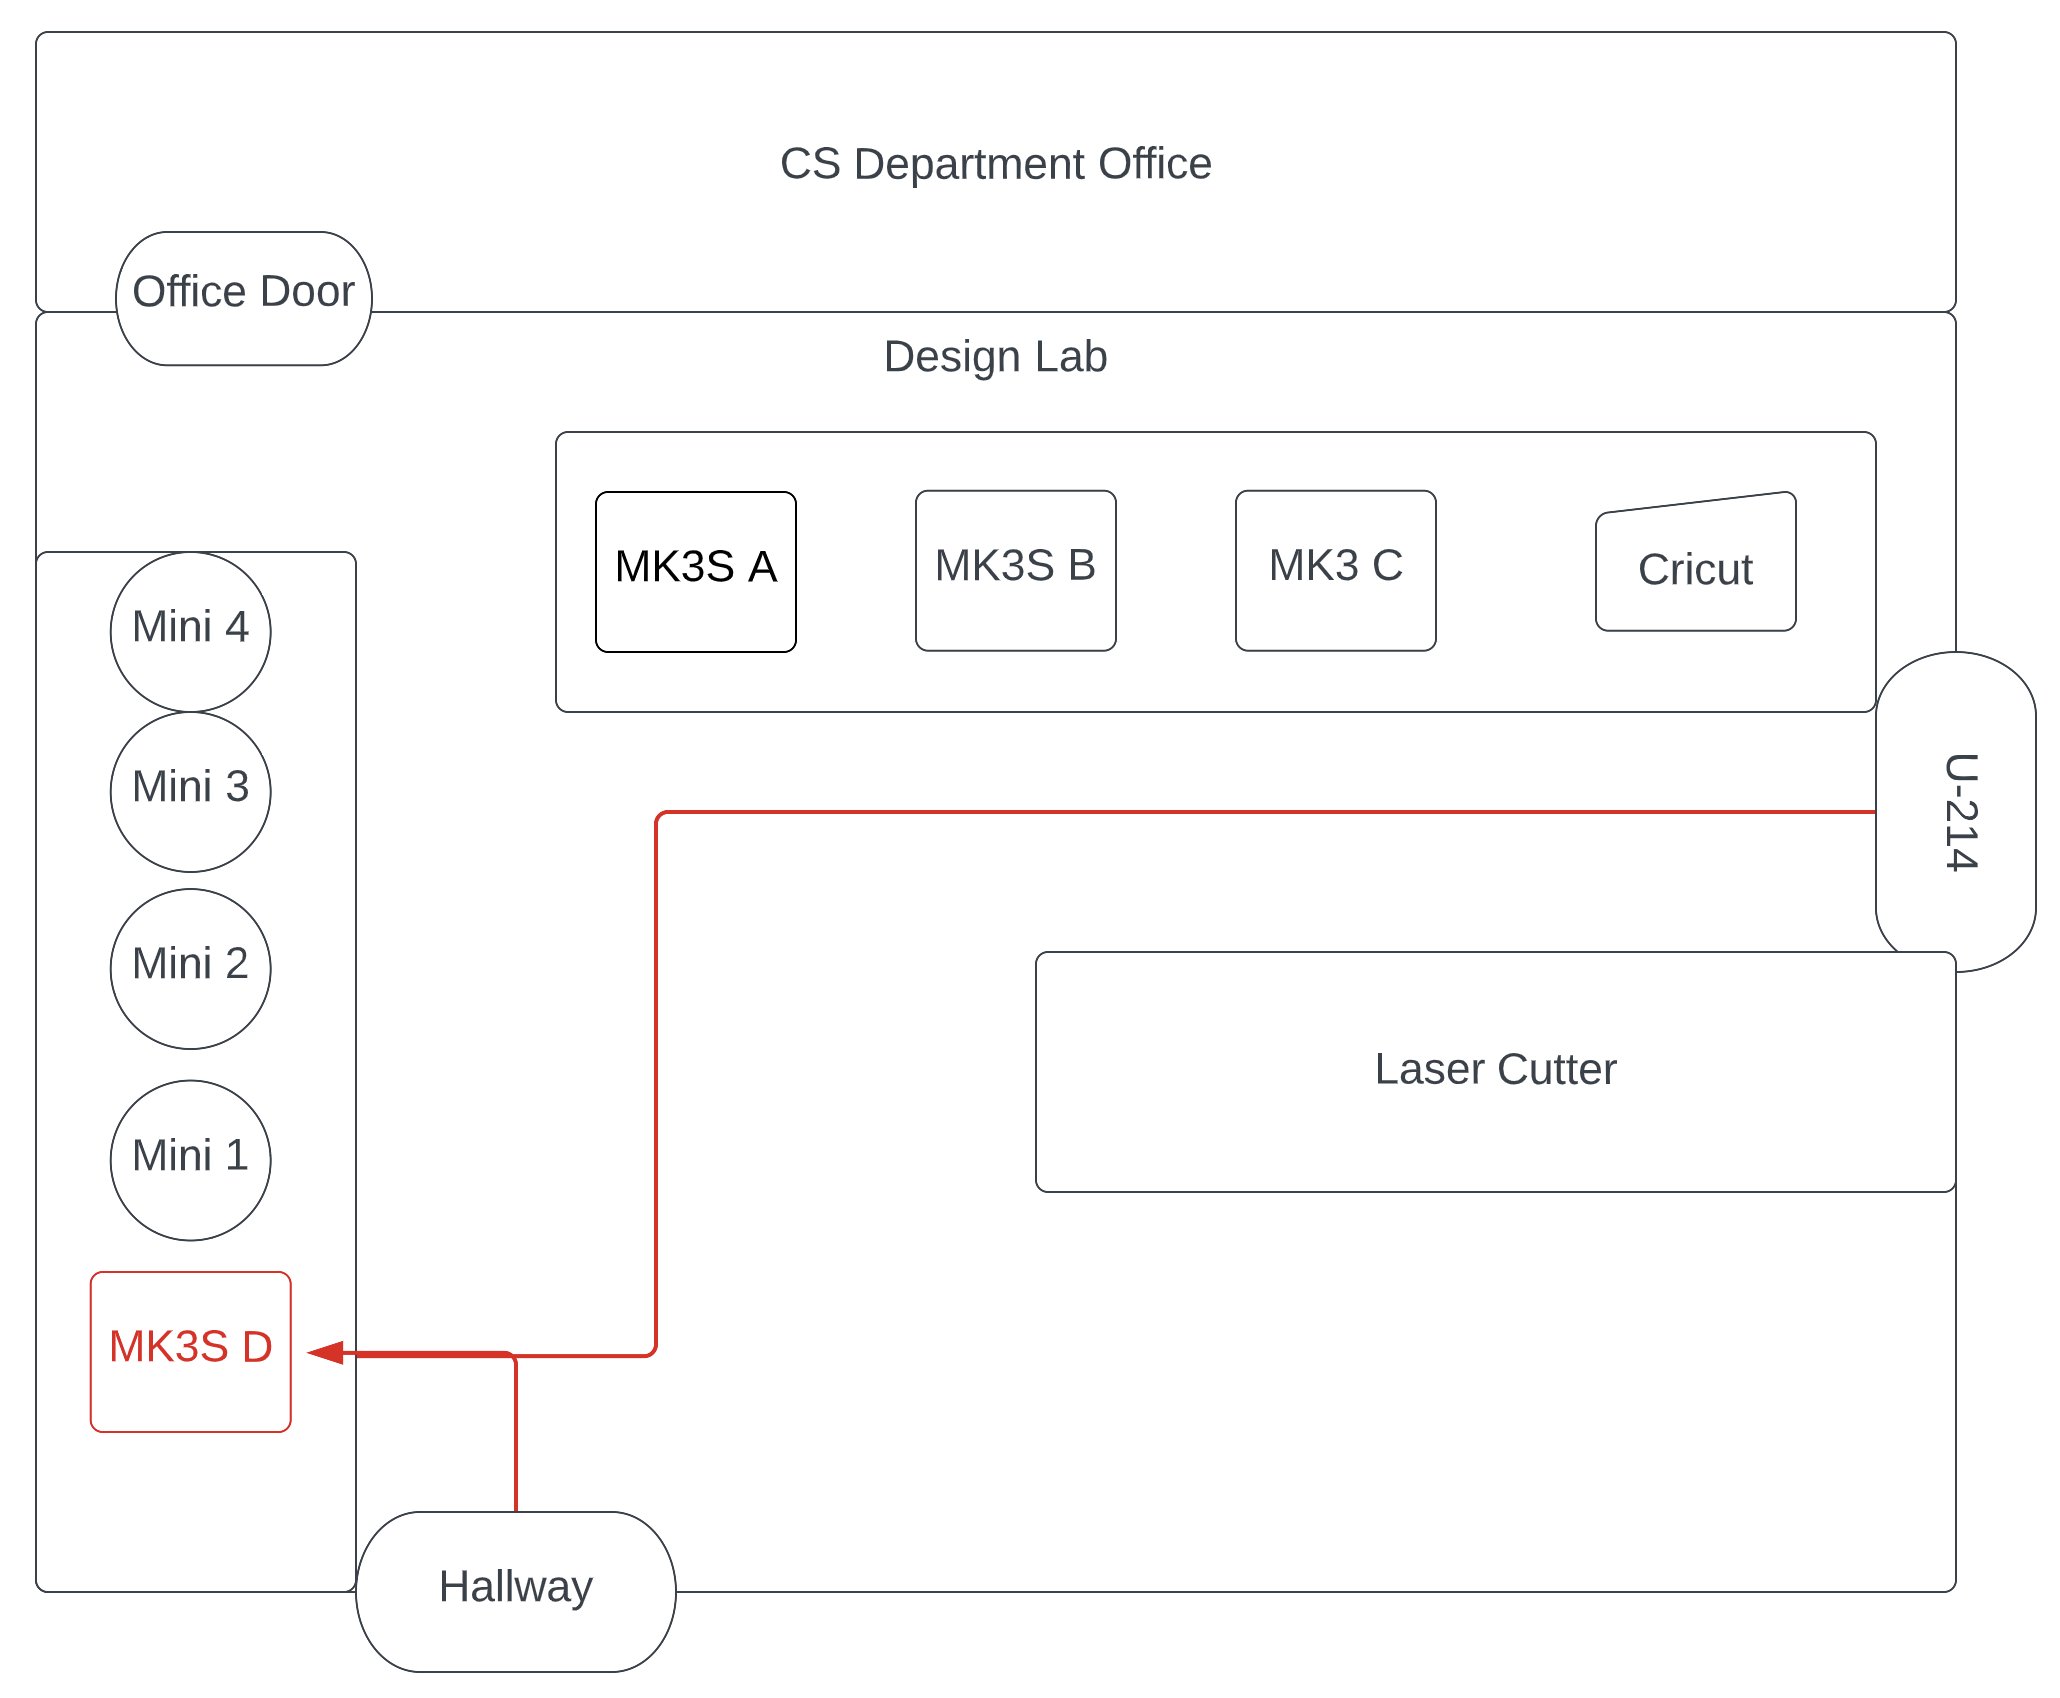 CS Department Office
Office Door
Design Lab
MK3S A
MK3S B
MK3 C
Cricut
Mini 4
Mini 3
U-214
Mini 2
Laser Cutter
Mini 1
MK3S D
Hallway